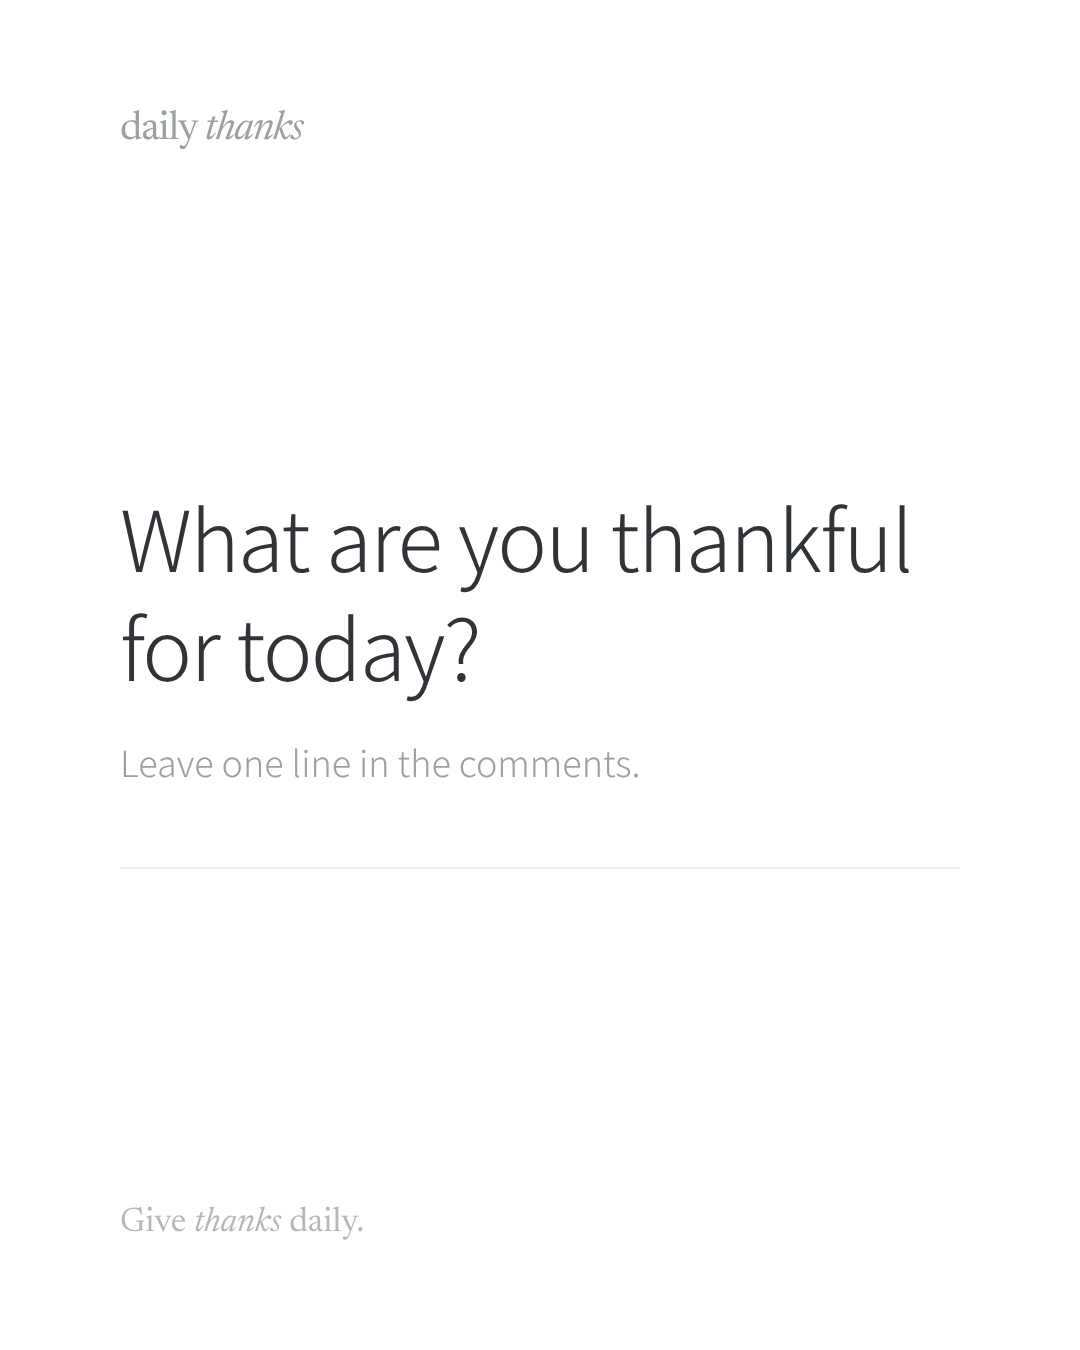 daily thanks
What are you thankful
for today?
Leave one line in the comments.
Give thanks daily.